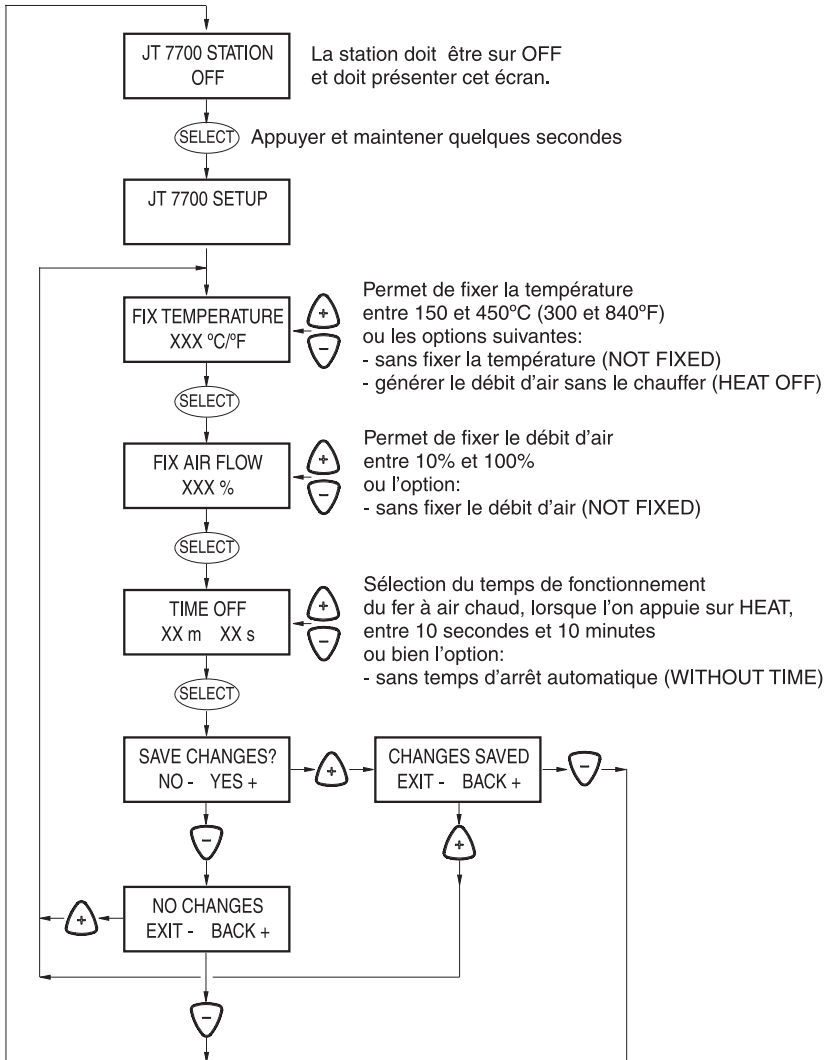 JT 7700 STATION
OFF
La station doit être sur OFF
et doit présenter cet écran.
SELECT
Appuyer et maintener quelques secondes
JT 7700 SETUP
FIX TEMPERATURE
XXX ºC/ºF
+
-
Permet de fixer la température
entre 150 et 450ºC (300 et 840ºF)
ou les options suivantes:
- sans fixer la température (NOT FIXED)
- générer le débit d'air sans le chauffer (HEAT OFF)
SELECT
FIX AIR FLOW
XXX %
+
-
Permet de fixer le débit d'air
entre 10% et 100%
ou l'option:
- sans fixer le débit d'air (NOT FIXED)
SELECT
TIME OFF
XX m XX s
+
-
Sélection du temps de fonctionnement
du fer à air chaud, lorsque l'on appuie sur HEAT,
entre 10 secondes et 10 minutes
ou bien l'option:
- sans temps d'arrêt automatique (WITHOUT TIME)
SELECT
SAVE CHANGES?
NO - YES +
+
CHANGES SAVED
EXIT - BACK +
-
-
+
+
NO CHANGES
EXIT - BACK +
-